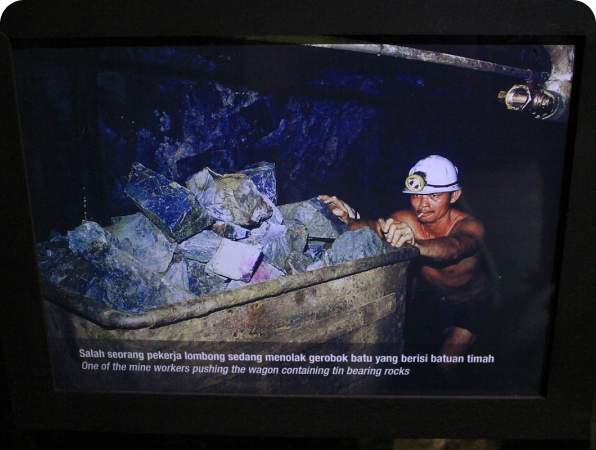 Salah seorang pekerja lombong sedang menolak gerobok batu yang berisi batuan timah
One of the mine workers pushing the wagon containing tin bearing rocks